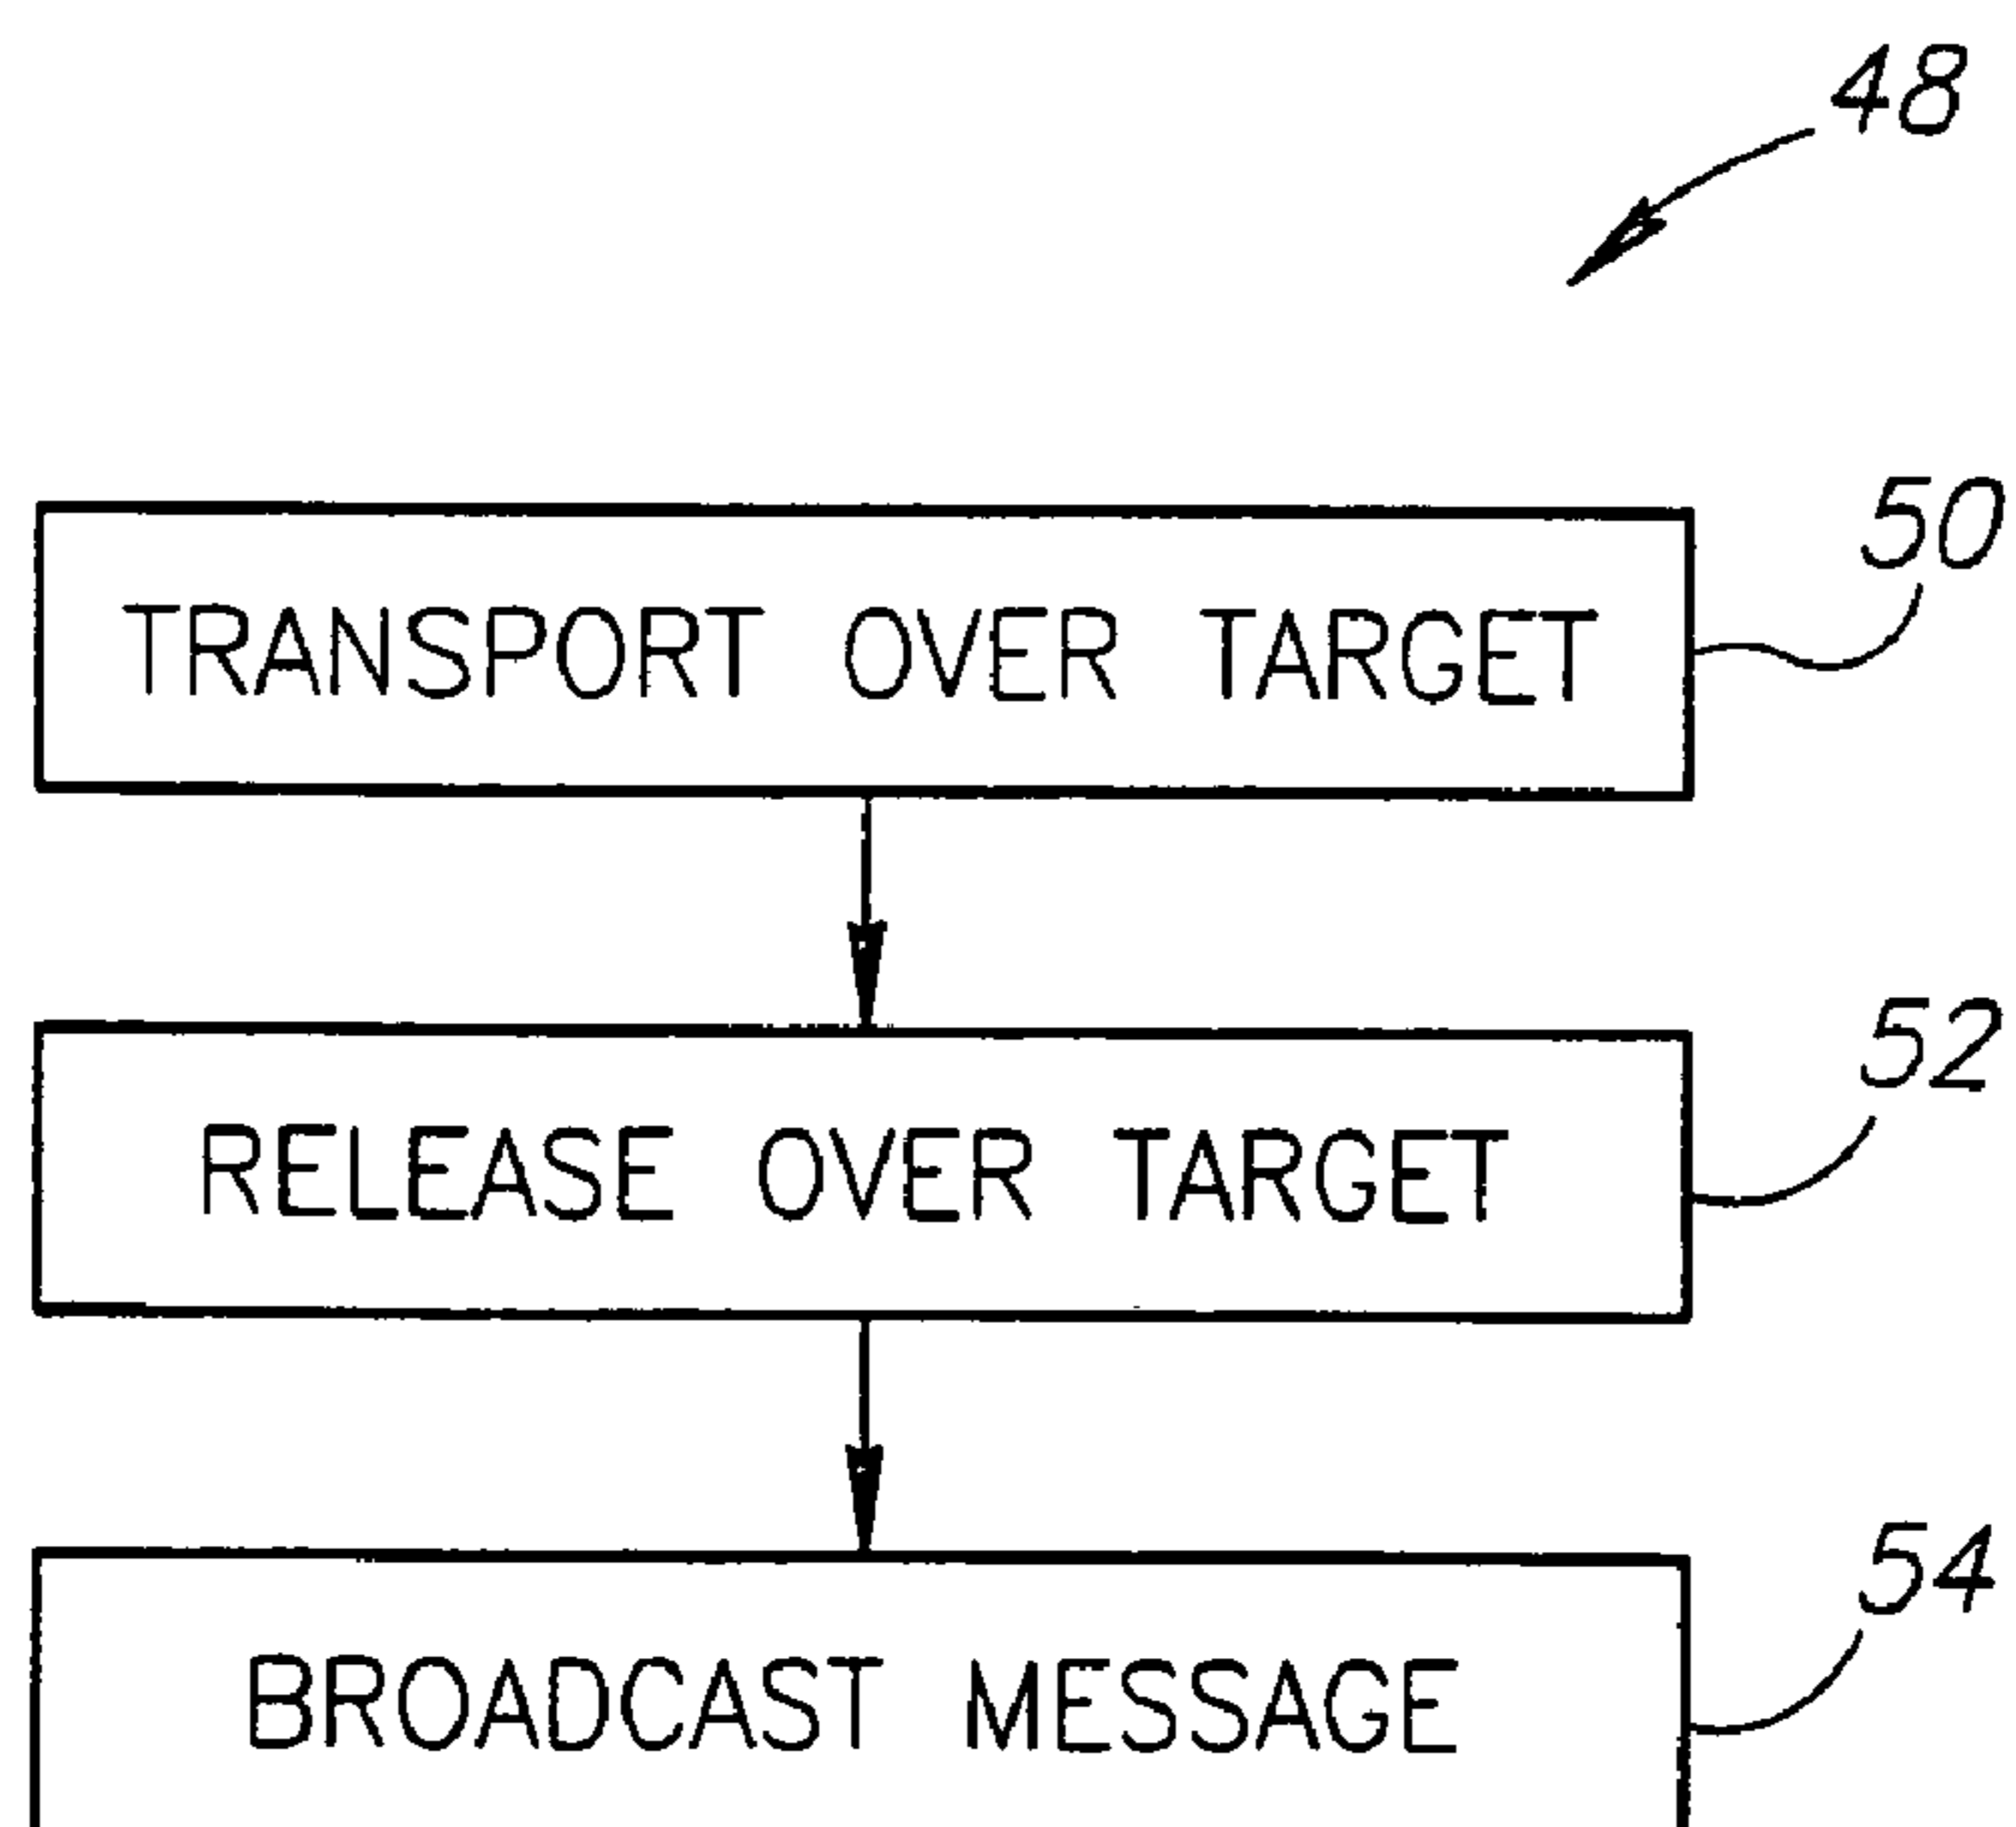 48
50
TRANSPORT OVER TARGET
52
RELEASE OVER TARGET
54
BROADCAST MESSAGE